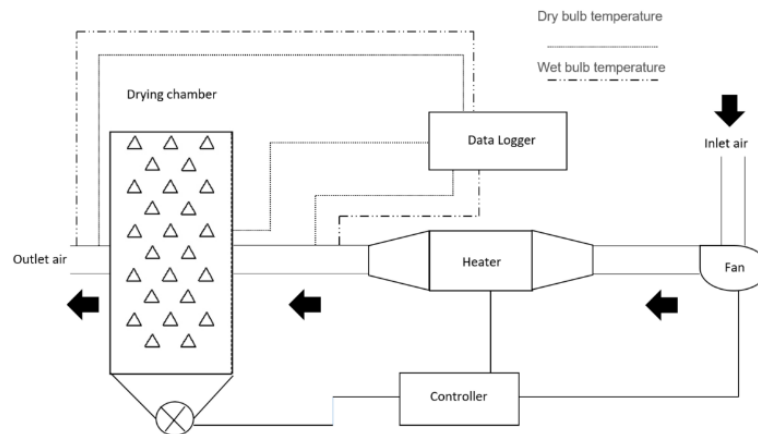 Dry bulb temperature
Wet bulb temperature
Drying chamber
Data Logger
Inlet air
Outlet air
Heater
Fan
Controller